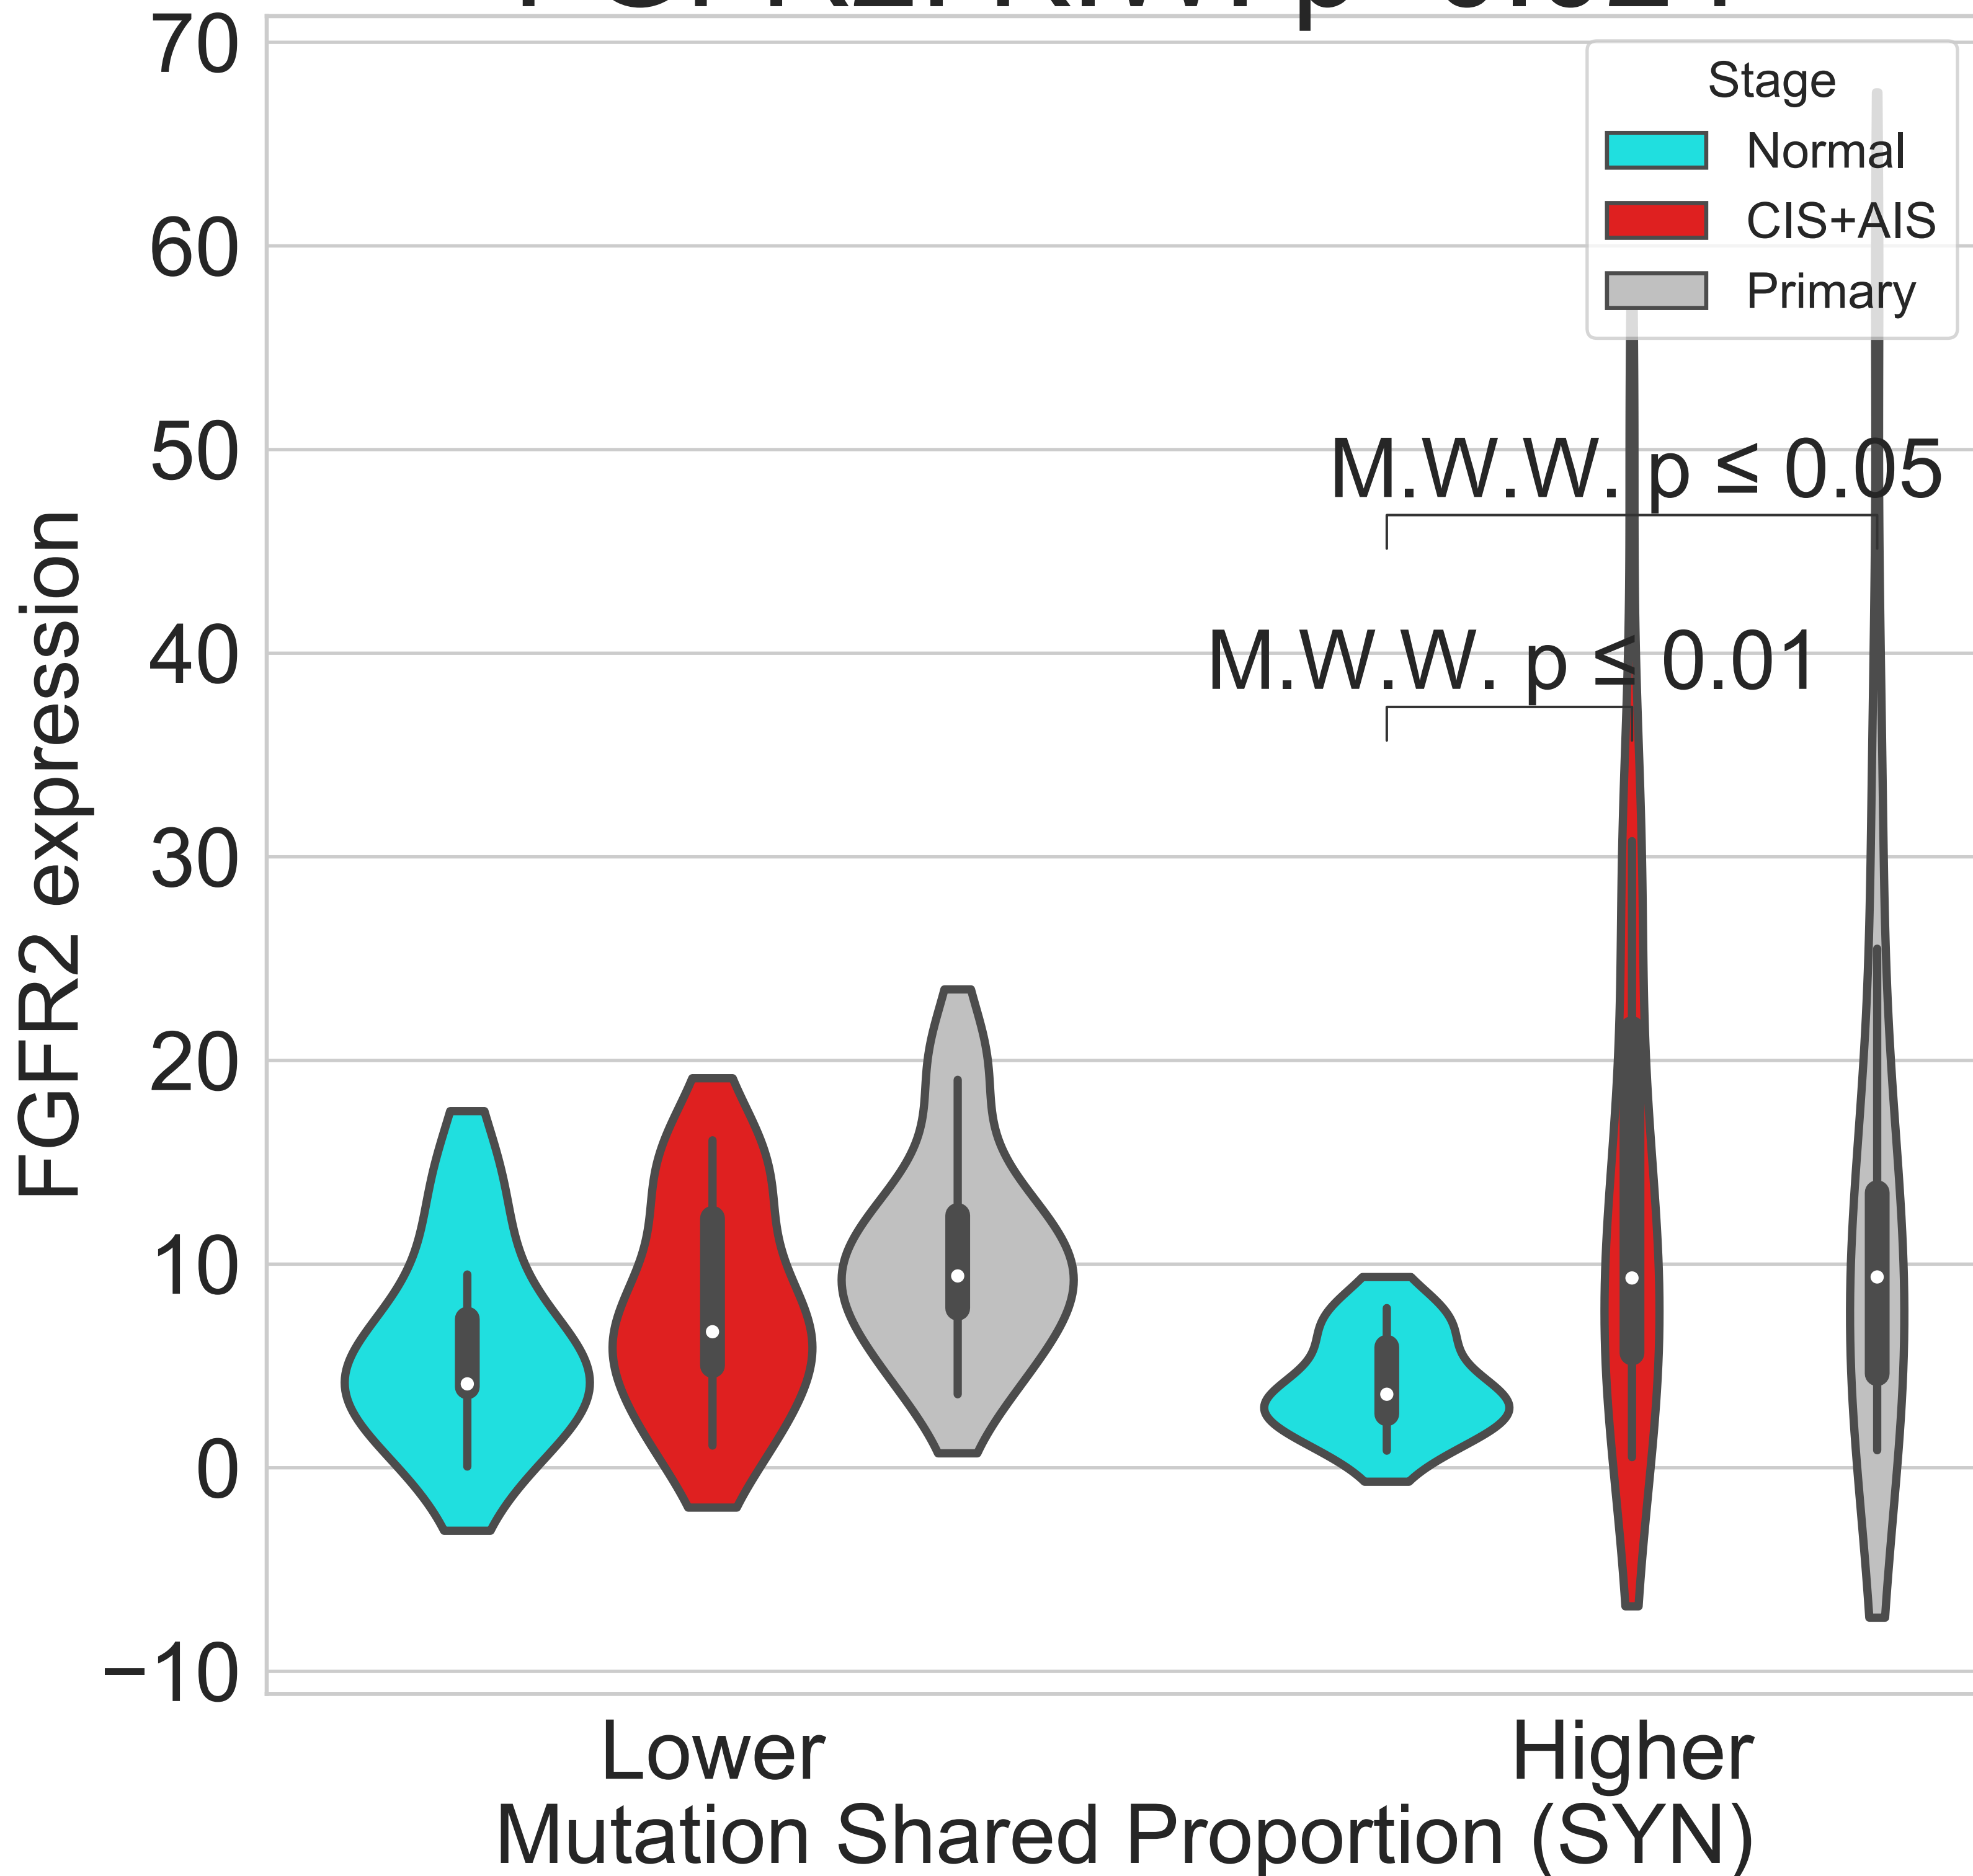 70
60
50
40
30
20
10
0
−10
FGFR2 expression
Stage
Normal
CIS+AIS
Primary
M.W.W. p ≤ 0.05
M.W.W. p ≤ 0.01
Lower
Higher
Mutation Shared Proportion (SYN)